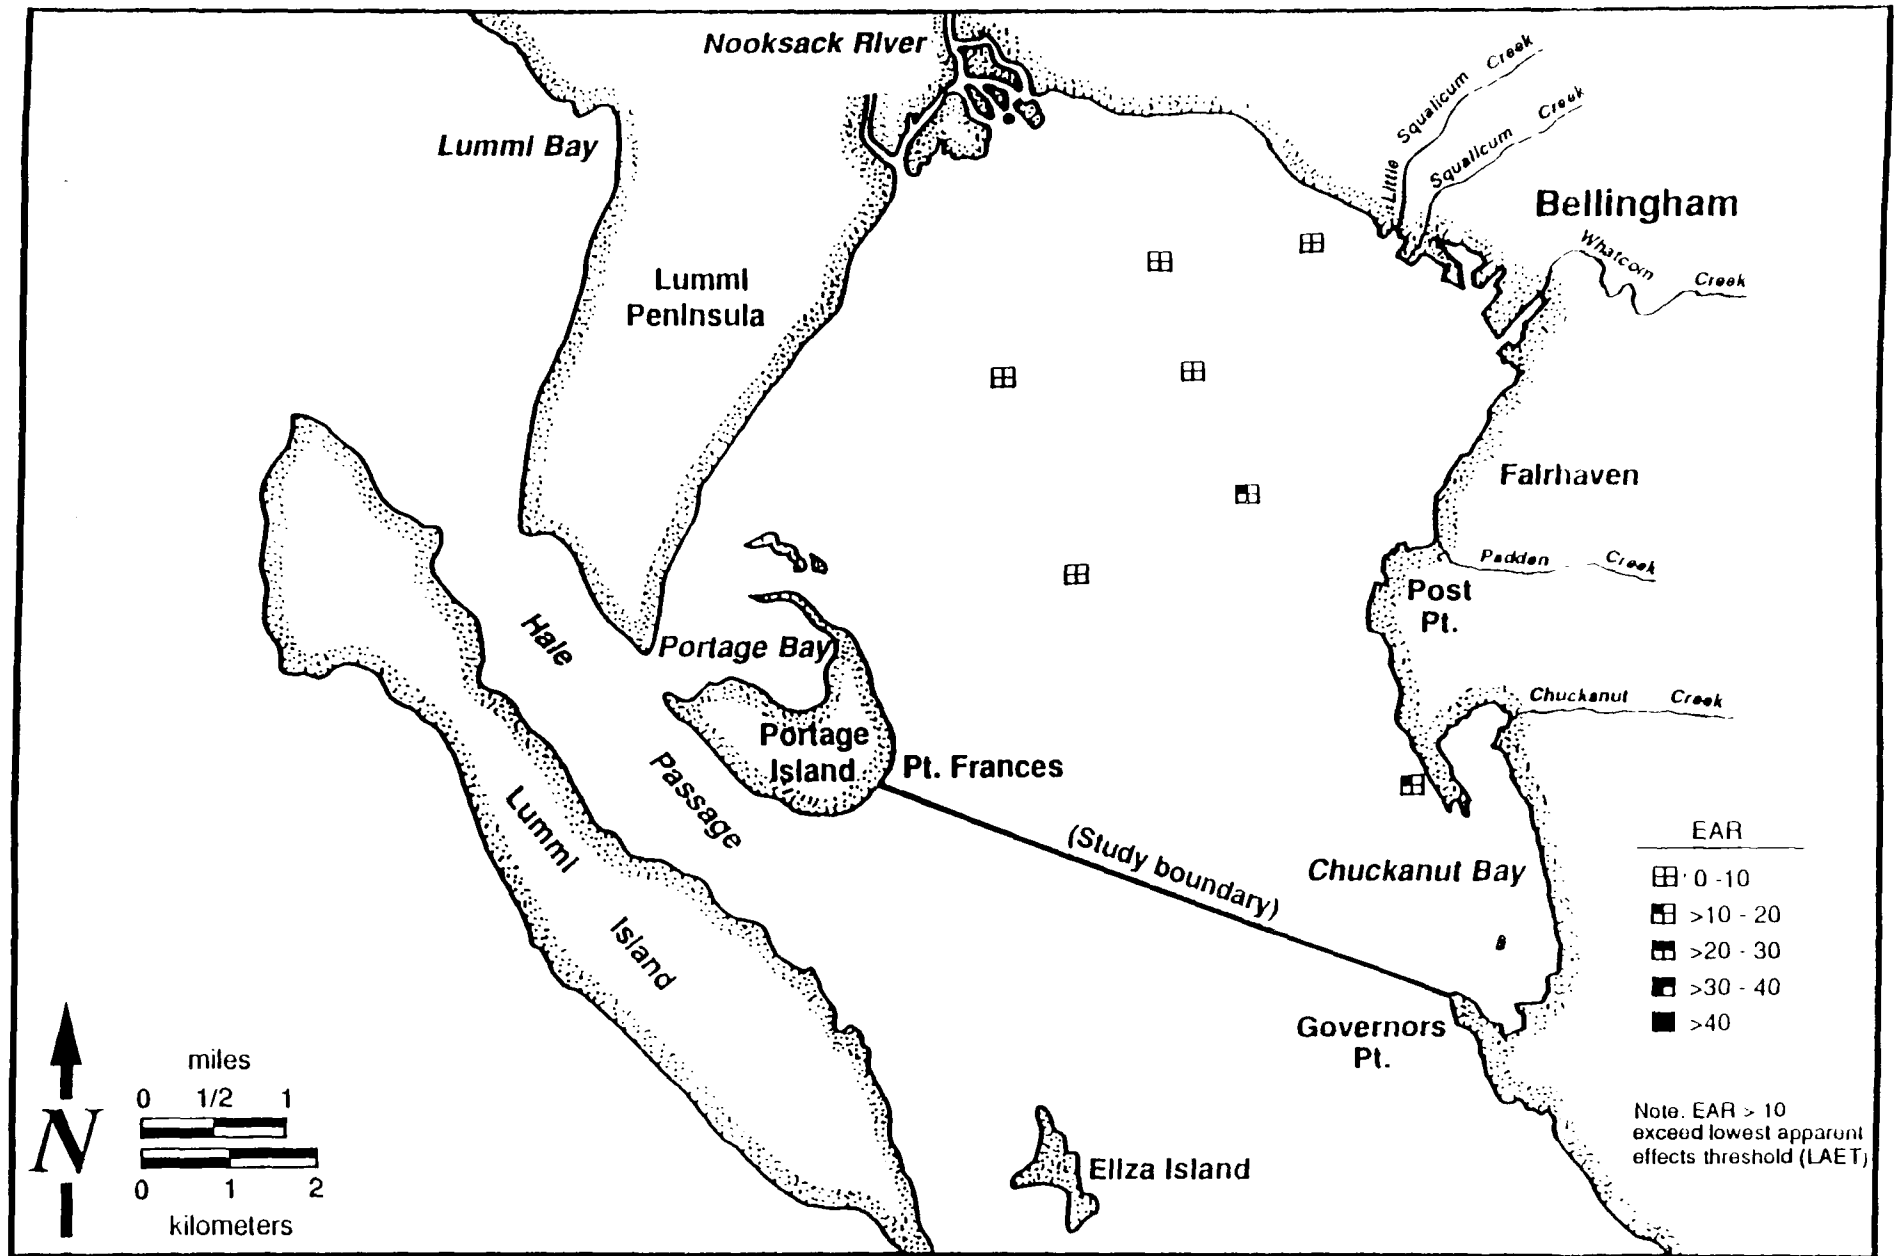 Nooksack River
Little Squalicum Creek
Squalicum Creek
Lummi Bay
Bellingham
Whatcom Creek
Lummi
Peninsula
Fairhaven
Padden Creek
Post
Pt.
Hale
Passage
Portage Bay
Chuckanut Creek
Portage
Island
Pt. Frances
(Study boundary)
Lummi
Island
Chuckanut Bay
EAR
0 -10
>10 - 20
>20 - 30
>30 - 40
>40
Governors
Pt.
miles
0 1/2 1
N
0 1 2
kilometers
Eliza Island
Note. EAR > 10
exceed lowest apparent
effects threshold (LAET)